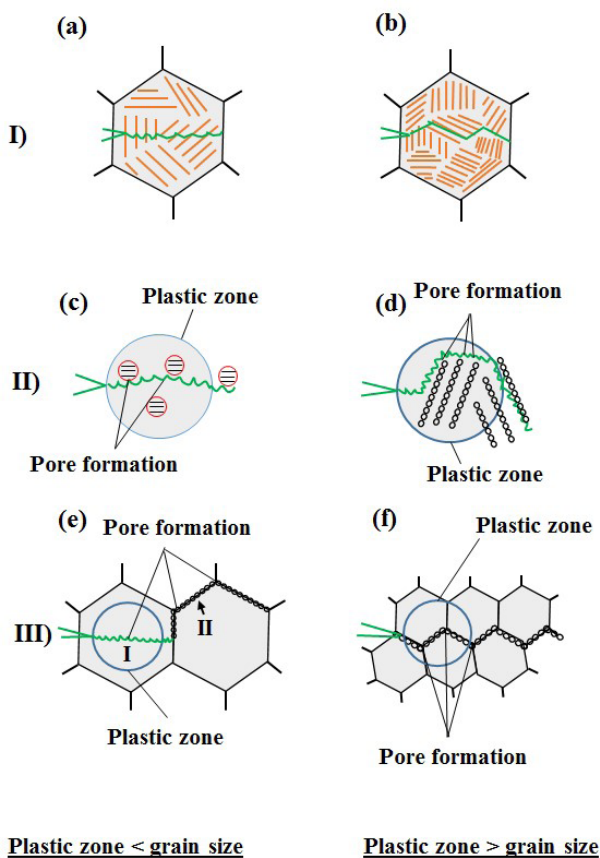 (a)
(b)
I)
(c)
Plastic zone
(d)
Pore formation
II)
Pore formation
Plastic zone
(e)
Pore formation
(f)
Plastic zone
III)
I
II
Plastic zone
Pore formation
Plastic zone < grain size
Plastic zone > grain size